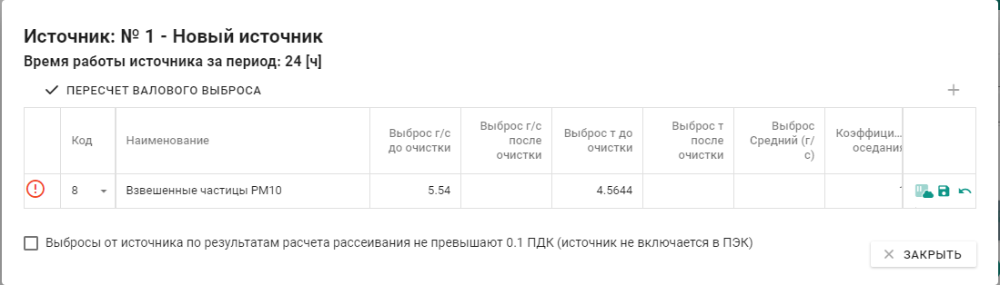 Источник: № 1 - Новый источник
Время работы источника за период: 24 [ч]
ПЕРЕСЧЕТ ВАЛОВОГО ВЫБРОСА
Код
Наименование
Выброс г/с
до очистки
Выброс г/с
после
очистки
Выброс т до
очистки
Выброс т
после
очистки
Выброс
Средний (г/
с)
Коэффици...
оседания
8
Взвешенные частицы PM10
5.54
4.5644
Выбросы от источника по результатам расчета рассеивания не превышают 0.1 ПДК (источник не включается в ПЭК)
ЗАКРЫТЬ